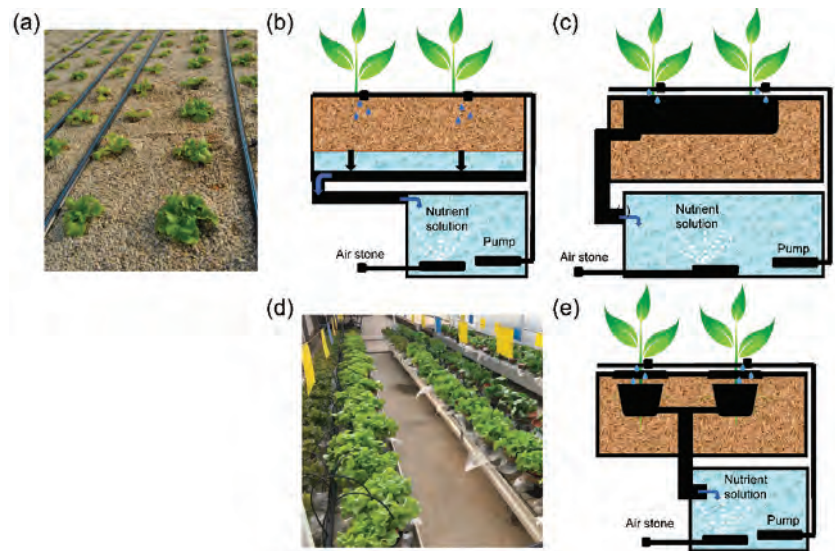 (a)
(b)
Nutrient
solution
Air stone
Pump
(c)
Nutrient
solution
Air stone
Pump
(d)
(e)
Nutrient
solution
Air stone
Pump